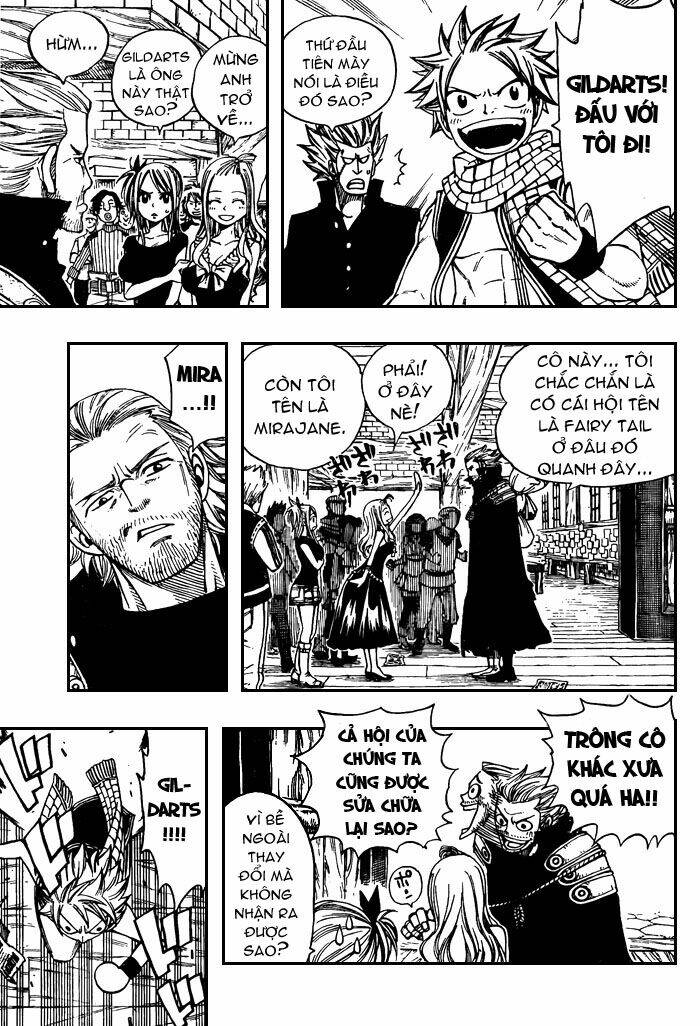 GILDARTS!
ĐẤU VỚI
TÔI ĐI!
THỨ ĐẦU
TIÊN MÀY
NÓI LÀ ĐIỀU
ĐÓ SAO?
MỪNG
ANH
TRỞ
VỀ...
GILDARTS
LÀ ÔNG
NÀY THẬT
SAO?
HỪM...
CÔ NÀY... TÔI
CHẮC CHẮN LÀ
CÓ CÁI HỘI TÊN
LÀ FAIRY TAIL
Ở ĐÂU ĐÓ
QUANH ĐÂY...
PHẢI!
Ở ĐÂY
NÈ!
CÒN TÔI
TÊN LÀ
MIRAJANE.
ざわ
ざわ
MIRA
...!!
TRÔNG CÔ
KHÁC XƯA
QUÁ HA!!
CẢ HỘI CỦA
CHÚNG TA
CŨNG ĐƯỢC
SỬA CHỮA
LẠI SAO?
VÌ BỀ
NGOÀI
THAY
ĐỔI MÀ
KHÔNG
NHẬN RA
ĐƯỢC
SAO?
GIL-
DARTS
!!!!